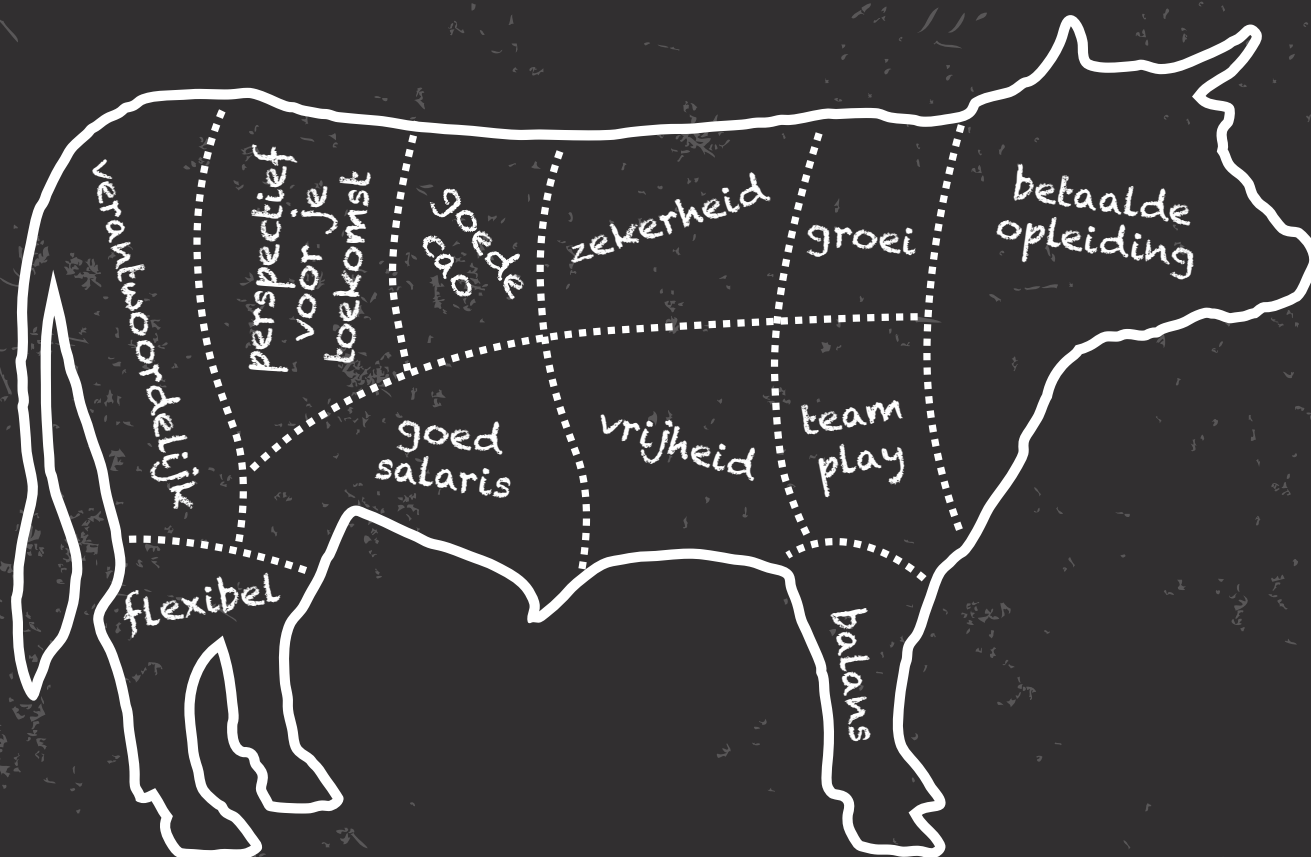 verantwoordelijk
perspectief
voor je
toekomst
goede
cao
zekerheid
groei
betaalde
opleiding
goed
salaris
vrijheid
team
play
flexibel
balans